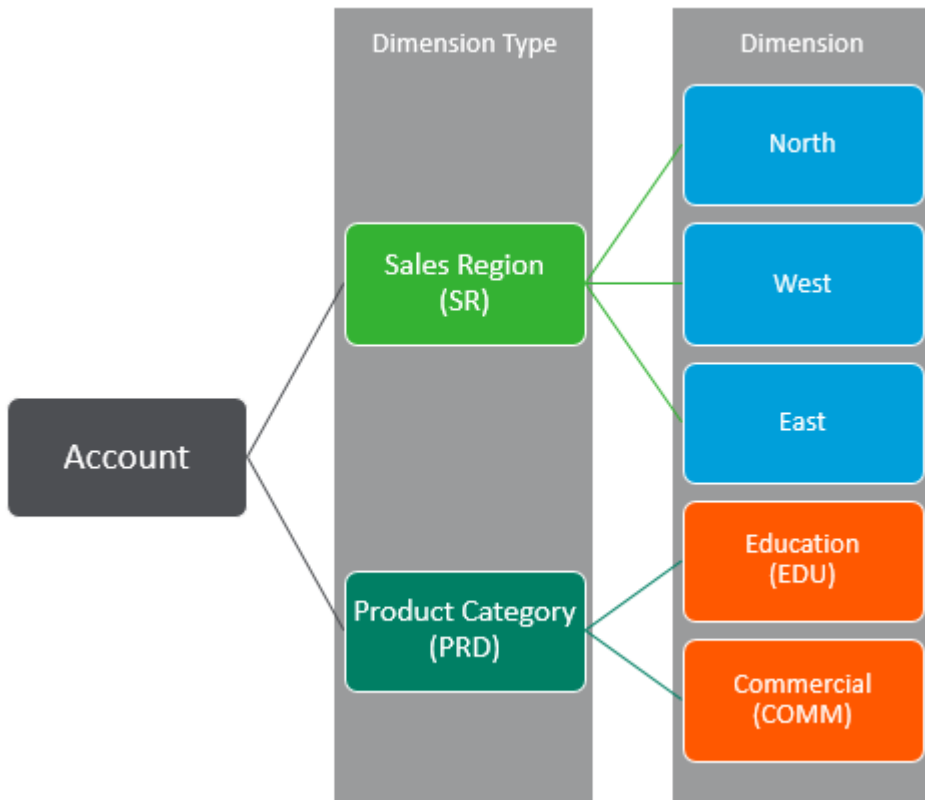 Dimension Type
Dimension
North
Sales Region
(SR)
West
East
Account
Education
(EDU)
Product Category
(PRD)
Commercial
(COMM)